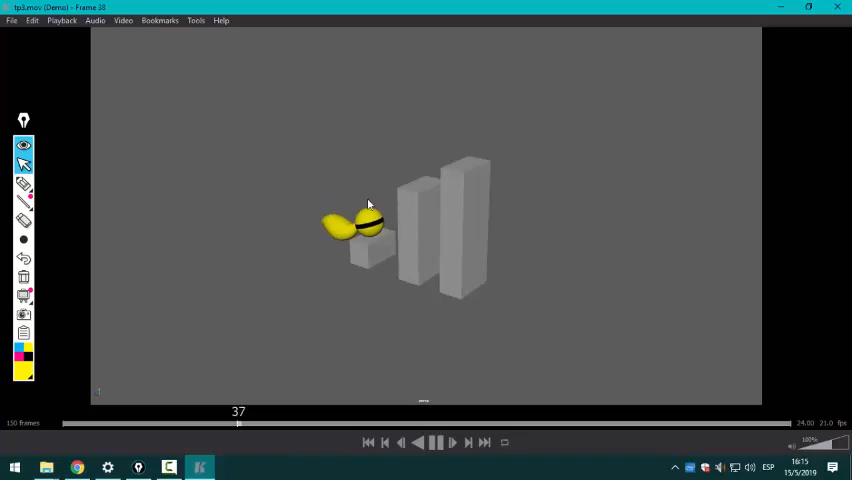 tp3.mov (Demo) - Frame 38
File Edit Playback Audio Video Bookmarks Tools Help
37
150 frames
24.00 21.0 fps
100%
ESP
16:15
15/5/2019